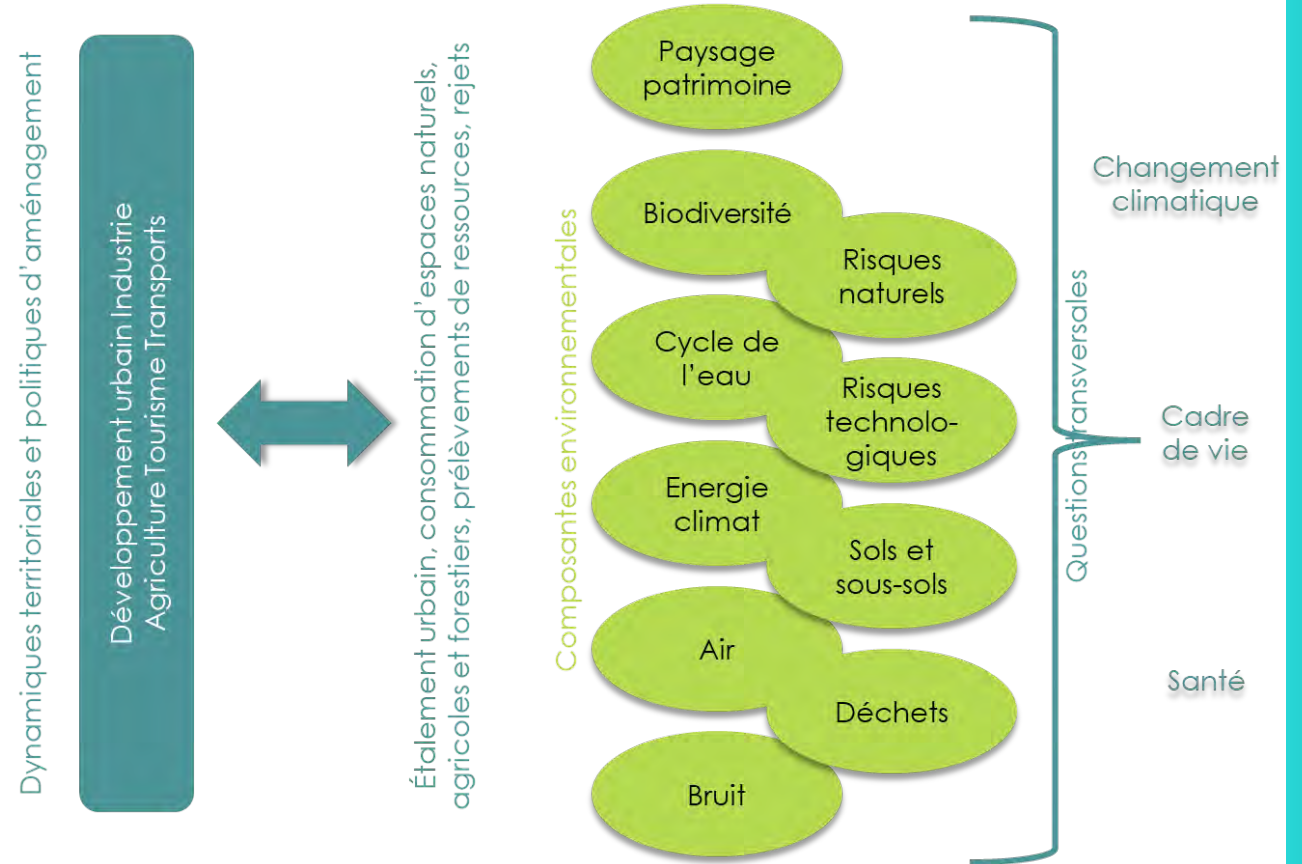 Dynamiques territoriales et politiques d'aménagement
Développement urbain Industrie
Agriculture Tourisme Transports
Étalement urbain, consommation d'espaces naturels,
agricoles et forestiers, prélèvements de ressources, rejets
Composantes environnementales
Paysage
patrimoine
Biodiversité
Risques
naturels
Cycle de
l'eau
Risques
technolo-
giques
Energie
climat
Sols et
sous-sols
Air
Déchets
Bruit
Questions transversales
Changement
climatique
Cadre
de vie
Santé